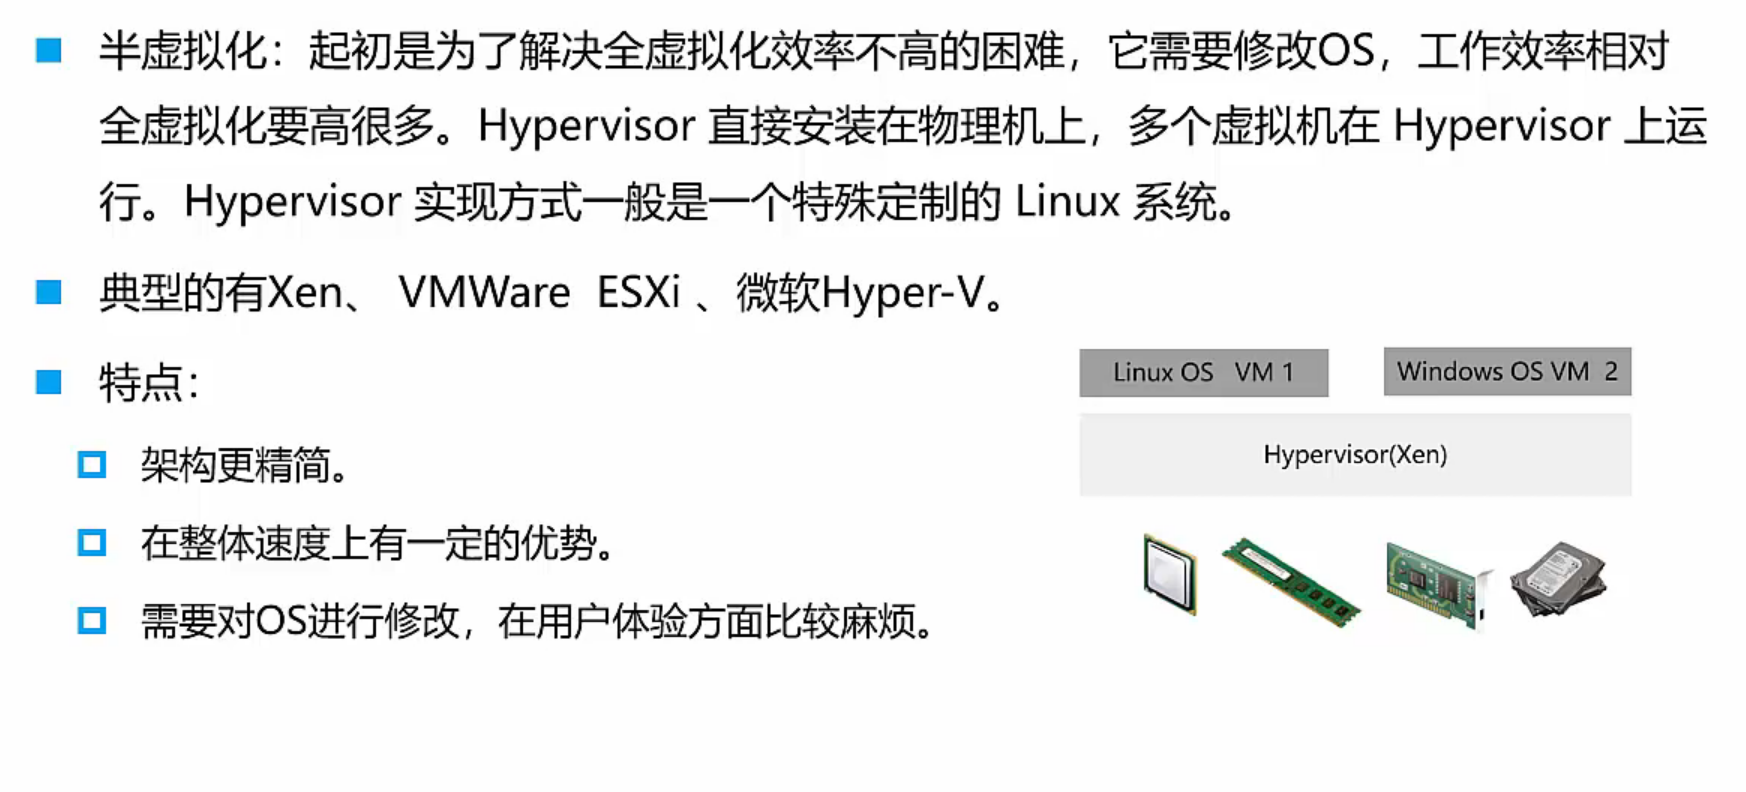 半虚拟化：起初是为了解决全虚拟化效率不高的困难，它需要修改OS，工作效率相对
全虚拟化要高很多。Hypervisor 直接安装在物理机上，多个虚拟机在 Hypervisor 上运
行。Hypervisor 实现方式一般是一个特殊定制的 Linux 系统。
典型的有Xen、 VMWare ESXi 、微软Hyper-V。
特点：
架构更精简。
在整体速度上有一定的优势。
需要对OS进行修改，在用户体验方面比较麻烦。
Linux OS VM 1
Windows OS VM 2
Hypervisor(Xen)